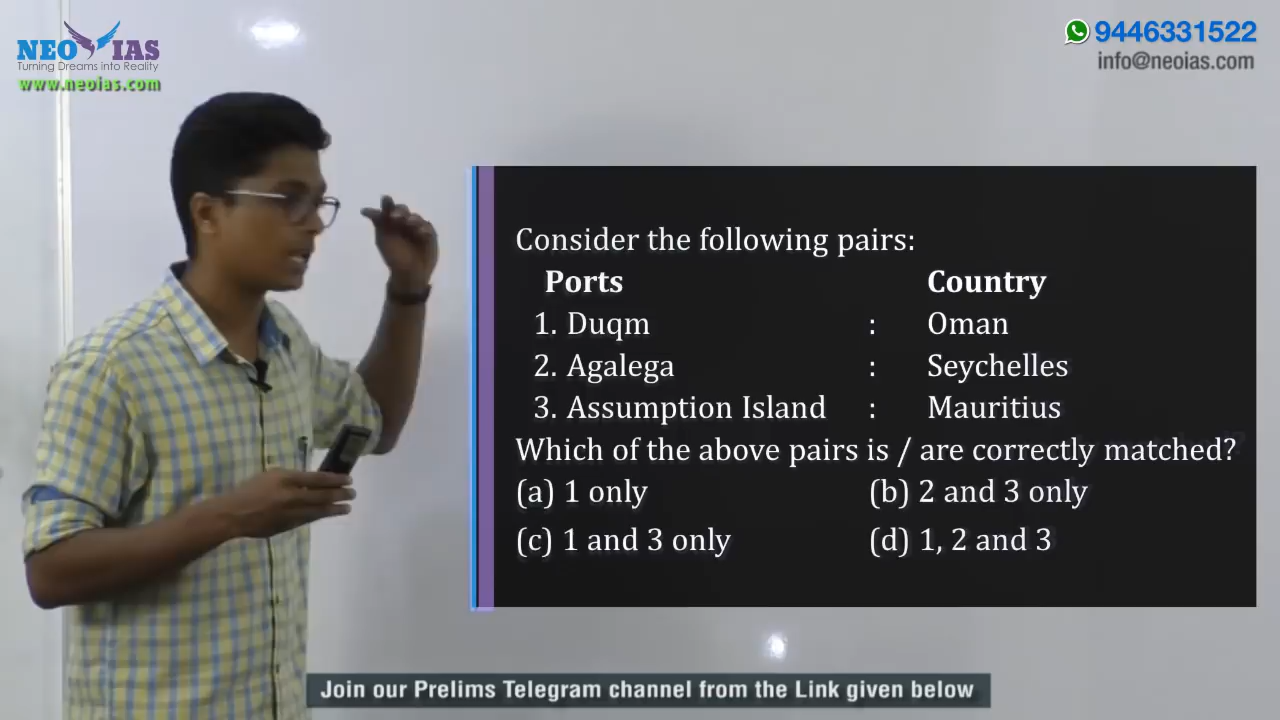 NEO IAS
Turning Dreams into Reality
www.neoias.com
9446331522
info@neoias.com
Consider the following pairs:
Ports Country
1. Duqm : Oman
2. Agalega : Seychelles
3. Assumption Island : Mauritius
Which of the above pairs is / are correctly matched?
(a) 1 only (b) 2 and 3 only
(c) 1 and 3 only (d) 1, 2 and 3
Join our Prelims Telegram channel from the Link given below